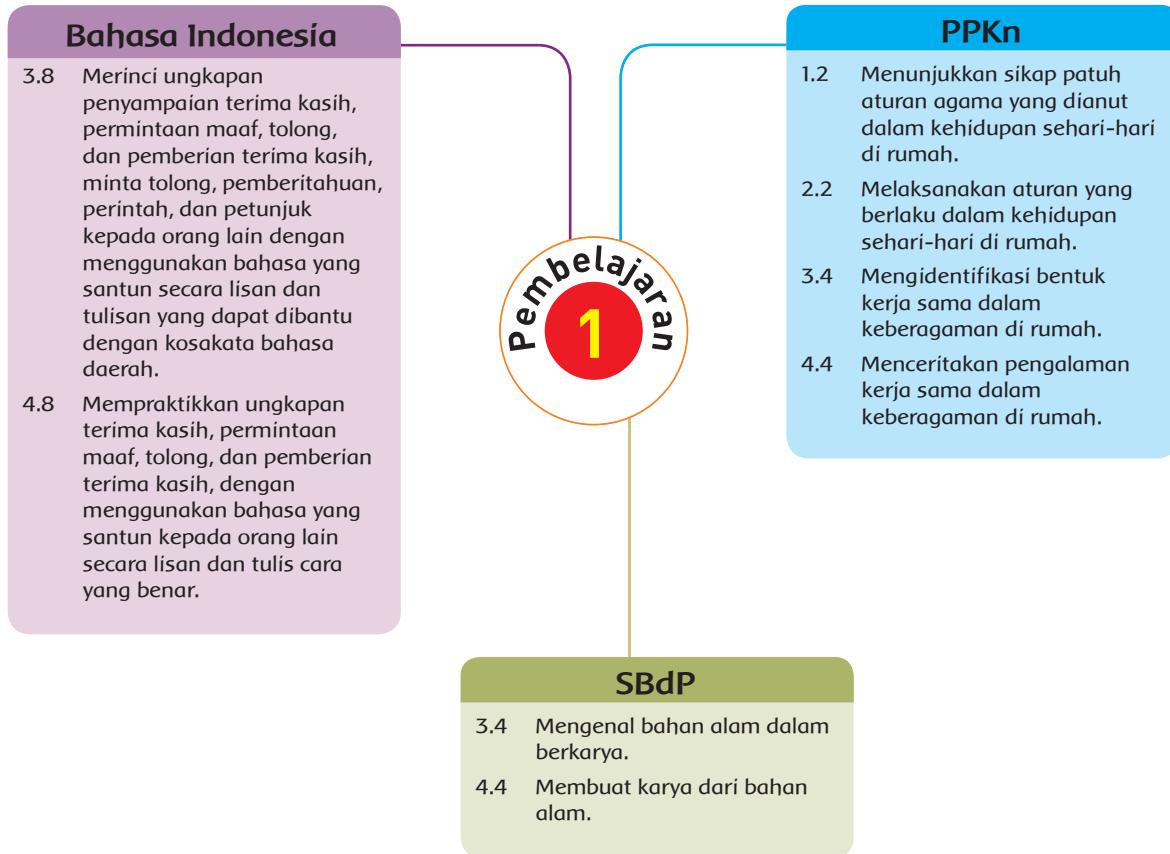 Bahasa Indonesia
3.8 Merinci ungkapan
penyampaian terima kasih,
permintaan maaf, tolong,
dan pemberian terima kasih,
minta tolong, pemberitahuan,
perintah, dan petunjuk
kepada orang lain dengan
menggunakan bahasa yang
santun secara lisan dan
tulisan yang dapat dibantu
dengan kosakata bahasa
daerah.
4.8 Mempraktikkan ungkapan
terima kasih, permintaan
maaf, tolong, dan pemberian
terima kasih, dengan
menggunakan bahasa yang
santun kepada orang lain
secara lisan dan tulis cara
yang benar.
Pembelajaran
1
PPKn
1.2 Menunjukkan sikap patuh
aturan agama yang dianut
dalam kehidupan sehari-hari
di rumah.
2.2 Melaksanakan aturan yang
berlaku dalam kehidupan
sehari-hari di rumah.
3.4 Mengidentifikasi bentuk
kerja sama dalam
keberagaman di rumah.
4.4 Menceritakan pengalaman
kerja sama dalam
keberagaman di rumah.
SBdP
3.4 Mengenal bahan alam dalam
berkarya.
4.4 Membuat karya dari bahan
alam.